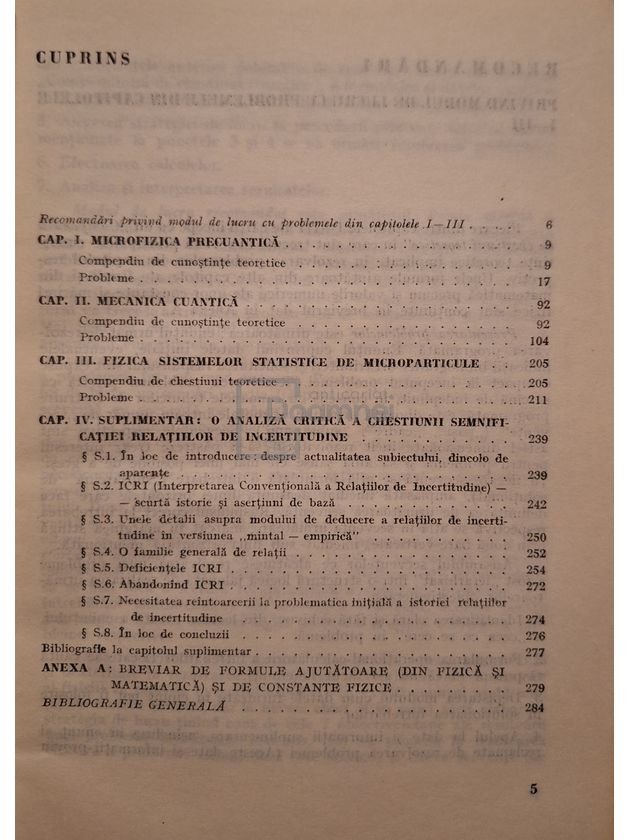 CUPRINS
Recomandări privind modul de lucru cu problemele din capitolele I—III . . . . 6
CAP. I. MICROFIZICA PRECUANTICĂ . . . . . . . . . . . . . . . . 9
Compendiu de cunoștințe teoretice . . . . . . . . . . . . . . . . 9
Probleme . . . . . . . . . . . . . . . . . . . . . . . . . . 17
CAP. II. MECANICA CUANTICĂ . . . . . . . . . . . . . . . . . . . 92
Compendiu de cunoștințe teoretice . . . . . . . . . . . . . . . . 92
Probleme . . . . . . . . . . . . . . . . . . . . . . . . . . 104
CAP. III. FIZICA SISTEMELOR STATISTICE DE MICROPARTICULE . . 205
Compendiu de chestiuni teoretice . . . . . . . . . . . . . . . . 205
Probleme . . . . . . . . . . . . . . . . . . . . . . . . . . 211
CAP. IV. SUPLIMENTAR: O ANALIZĂ CRITICĂ A CHESTIUNII SEMNIFI-
CAȚIEI RELAȚIILOR DE INCERTITUDINE . . . . . . . . . . . 239
§ S.1. În loc de introducere: despre actualitatea subiectului, dincolo de
aparențe . . . . . . . . . . . . . . . . . . . . . . . . 239
§ S.2. ICRI (Interpretarea Convențională a Relațiilor de Incertitudine) —
— scurtă istorie și aserțiuni de bază . . . . . . . . . . . . . 242
§ S.3. Unele detalii asupra modului de deducere a relațiilor de incerti-
tudine în versiunea „mintal — empirică” . . . . . . . . . . . 250
§ S.4. O familie generală de relații . . . . . . . . . . . . . . . . 252
§ S.5. Deficiențele ICRI . . . . . . . . . . . . . . . . . . . . 254
§ S.6. Abandonînd ICRI . . . . . . . . . . . . . . . . . . . . 272
§ S.7. Necesitatea reîntoarcerii la problematica inițială a istoriei relațiilor
de incertitudine . . . . . . . . . . . . . . . . . . . . . 274
§ S.8. În loc de concluzii . . . . . . . . . . . . . . . . . . . 276
Bibliografie la capitolul suplimentar . . . . . . . . . . . . . . . . 277
ANEXA A: BREVIAR DE FORMULE AJUTĂTOARE (DIN FIZICĂ ȘI
MATEMATICĂ) ȘI DE CONSTANTE FIZICE . . . . . . . . 279
BIBLIOGRAFIE GENERALĂ . . . . . . . . . . . . . . . . . . . 284
5